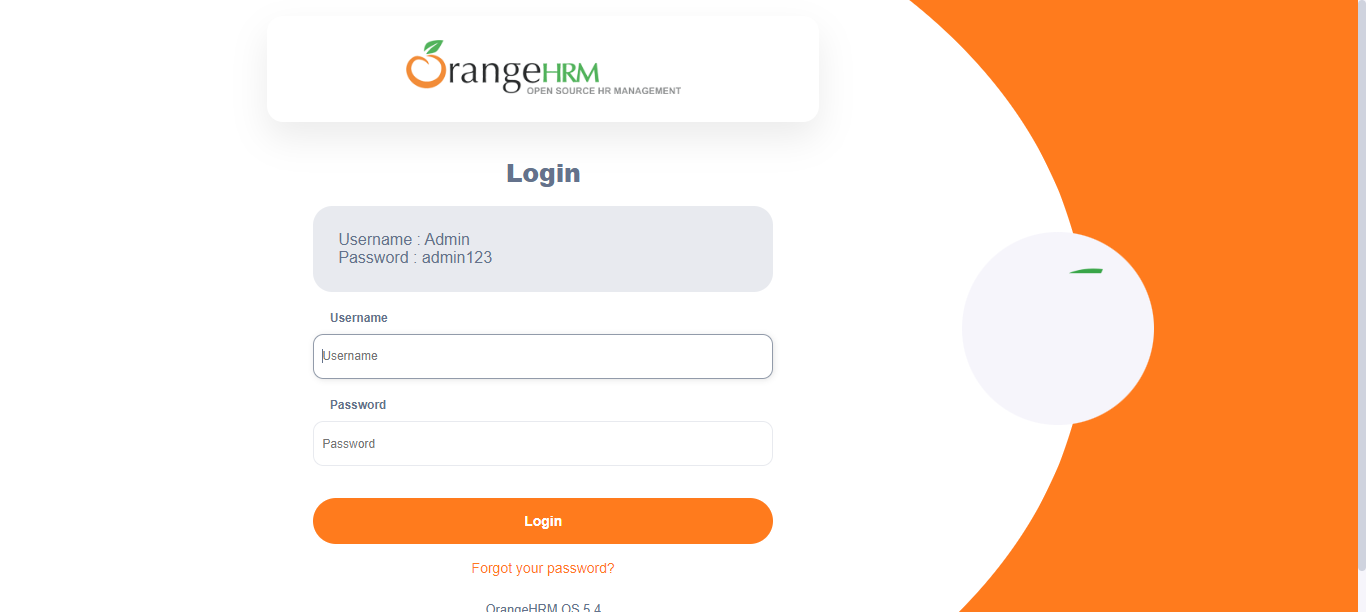 OrangeHRM
OPEN SOURCE HR MANAGEMENT
Login
Username : Admin
Password : admin123
Username
Username
Password
Password
Login
Forgot your password?
OrangeHRM OS 5.4